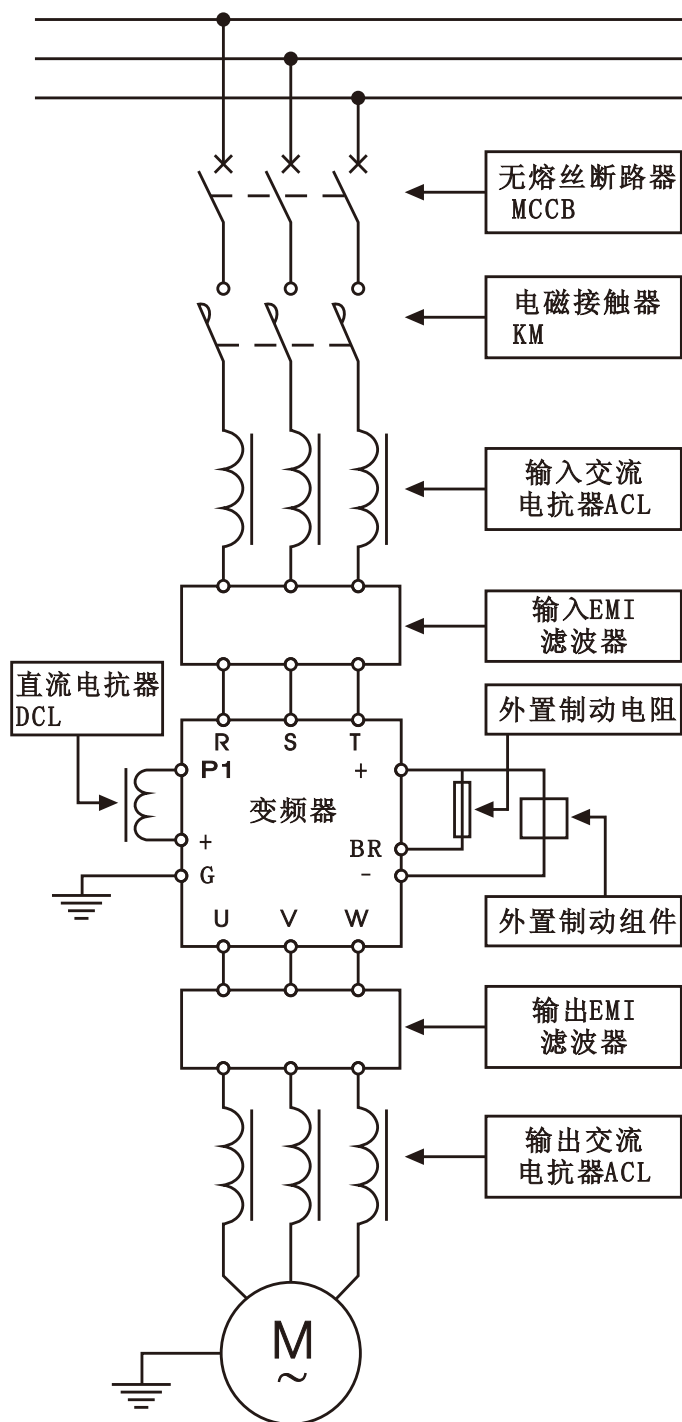 无熔丝断路器
MCCB
电磁接触器
KM
输入交流
电抗器ACL
输入EMI
滤波器
直流电抗器
DCL
外置制动电阻
R S T
P1 +
变频器
+ BR
G -
U V W
外置制动组件
输出EMI
滤波器
输出交流
电抗器ACL
M
~